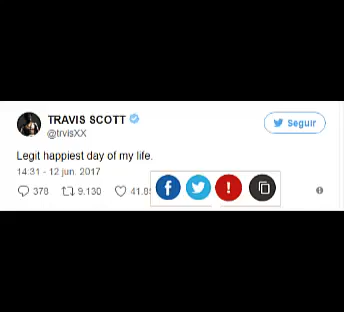 TRAVIS SCOTT
Seguir
@trvisXX
Legit happiest day of my life.
14:31 - 12 jun. 2017
378 9.130